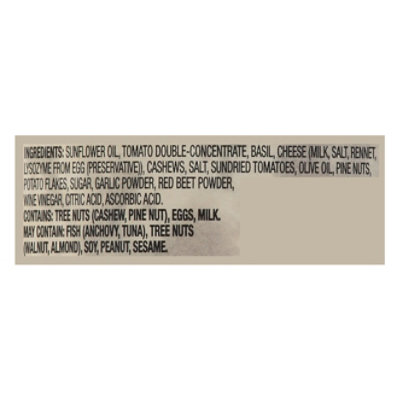 INGREDIENTS: SUNFLOWER OIL, TOMATO DOUBLE-CONCENTRATE, BASIL, CHEESE (MILK, SALT, RENNET,
LYSOZYME FROM EGG (PRESERVATIVE)), CASHEWS, SALT, SUNDRIED TOMATOES, OLIVE OIL, PINE NUTS,
POTATO FLAKES, SUGAR, GARLIC POWDER, RED BEET POWDER,
WINE VINEGAR, CITRIC ACID, ASCORBIC ACID.
CONTAINS: TREE NUTS (CASHEW, PINE NUT), EGGS, MILK.
MAY CONTAIN: FISH (ANCHOVY, TUNA), TREE NUTS
(WALNUT, ALMOND), SOY, PEANUT, SESAME.